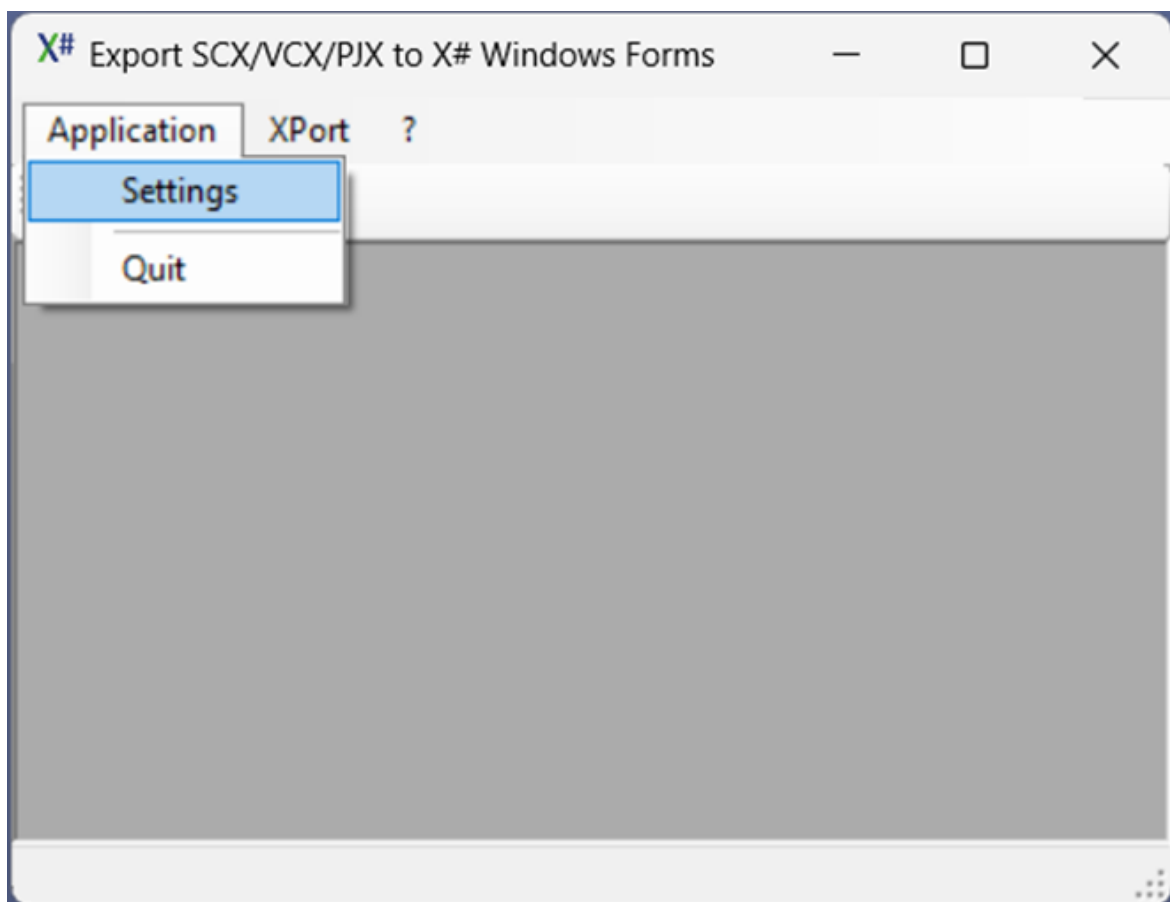 X# Export SCX/VCX/PJX to X# Windows Forms
Application XPort ?
Settings
Quit